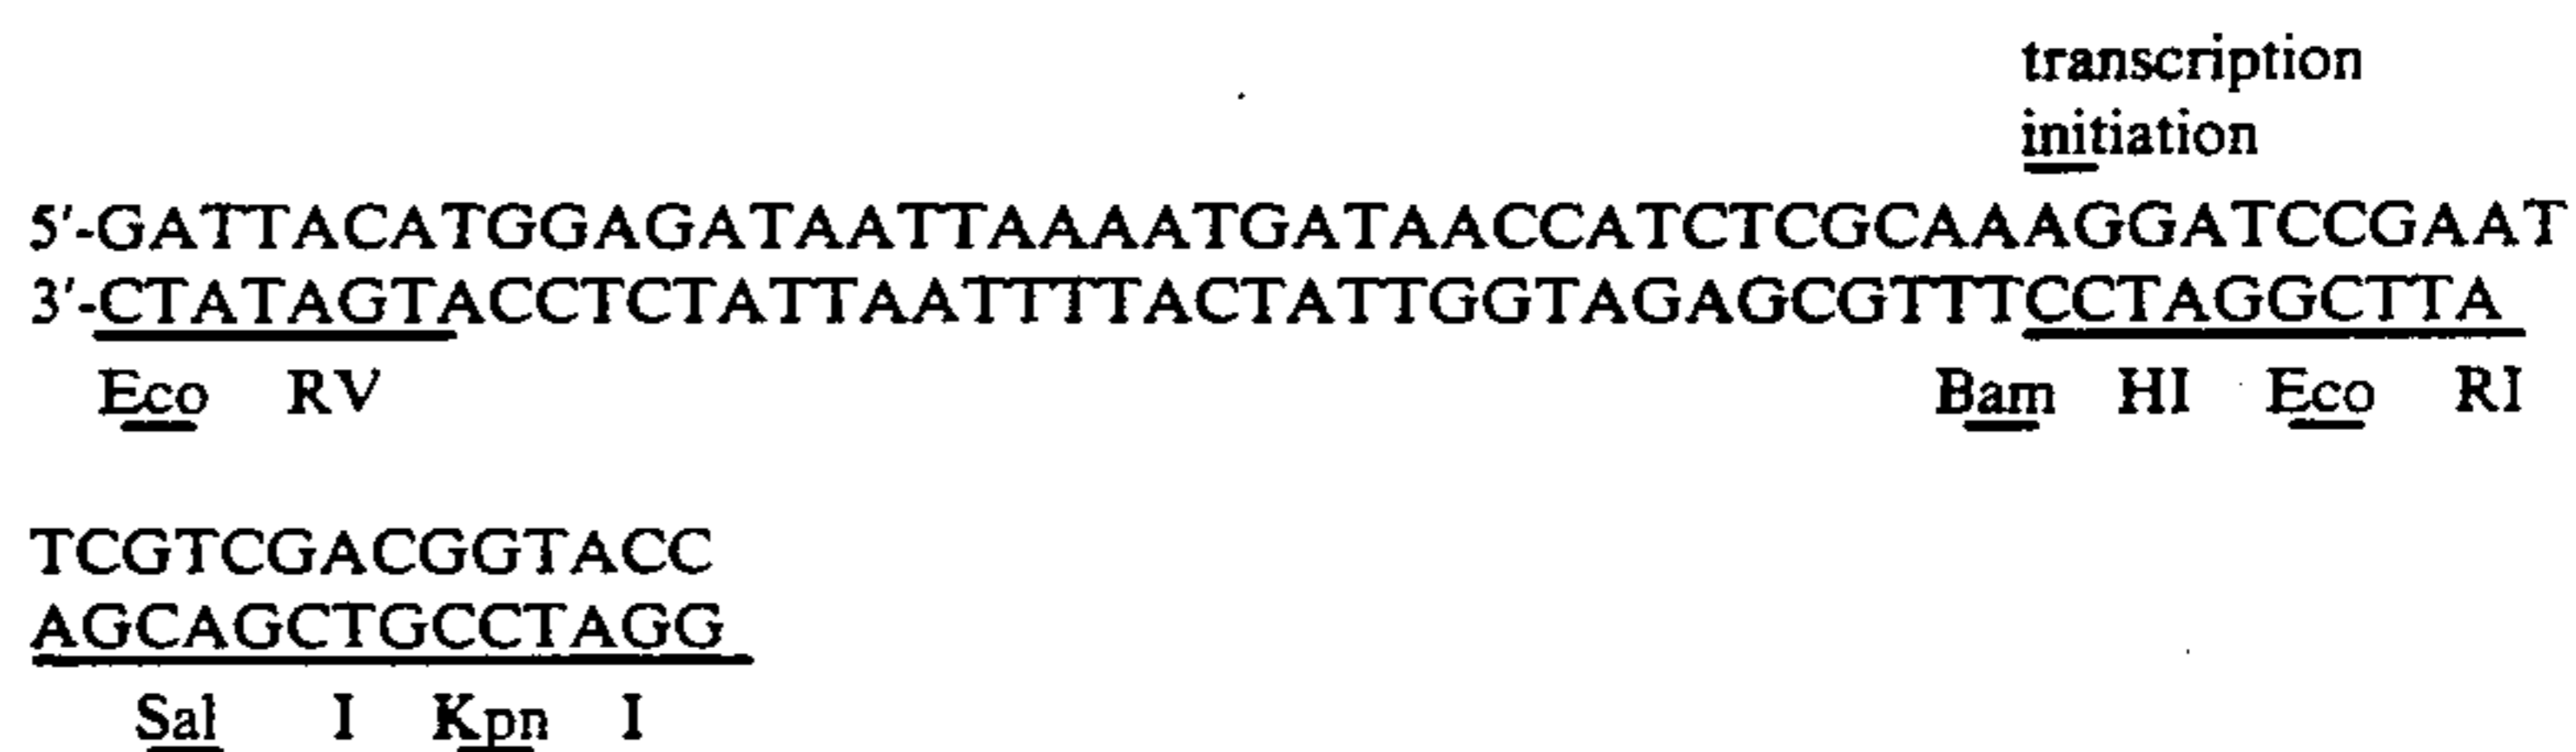 transcription
initiation
5'-GATTACATGGAGATAATTAAAATGATAACCATCTCGCAAAGGATCCGAAT
3'-CTATAGTACCTCTATTAATTTTACTATTGGTAGAGCGTTTCCTAGGCTTA
Eco RV Bam HI Eco RI
TCGTCGACGGTACC
AGCAGCTGCCTAGG
Sal I Kpn I